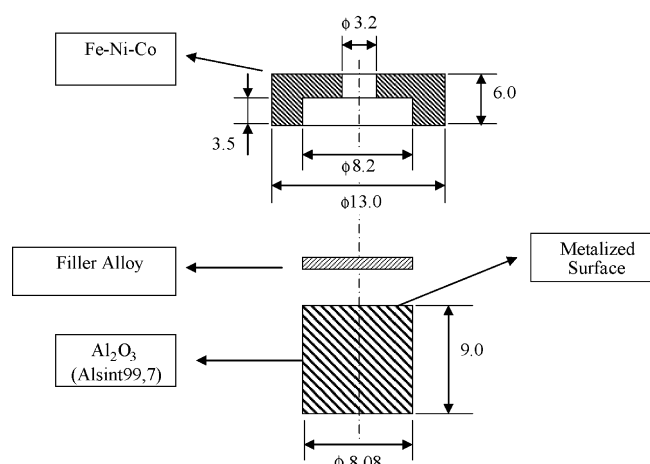 ϕ 3.2
Fe-Ni-Co
6.0
3.5
ϕ8.2
ϕ13.0
Metalized
Surface
Filler Alloy
Al₂O₃
(Alsint99,7)
9.0
ϕ 8.08